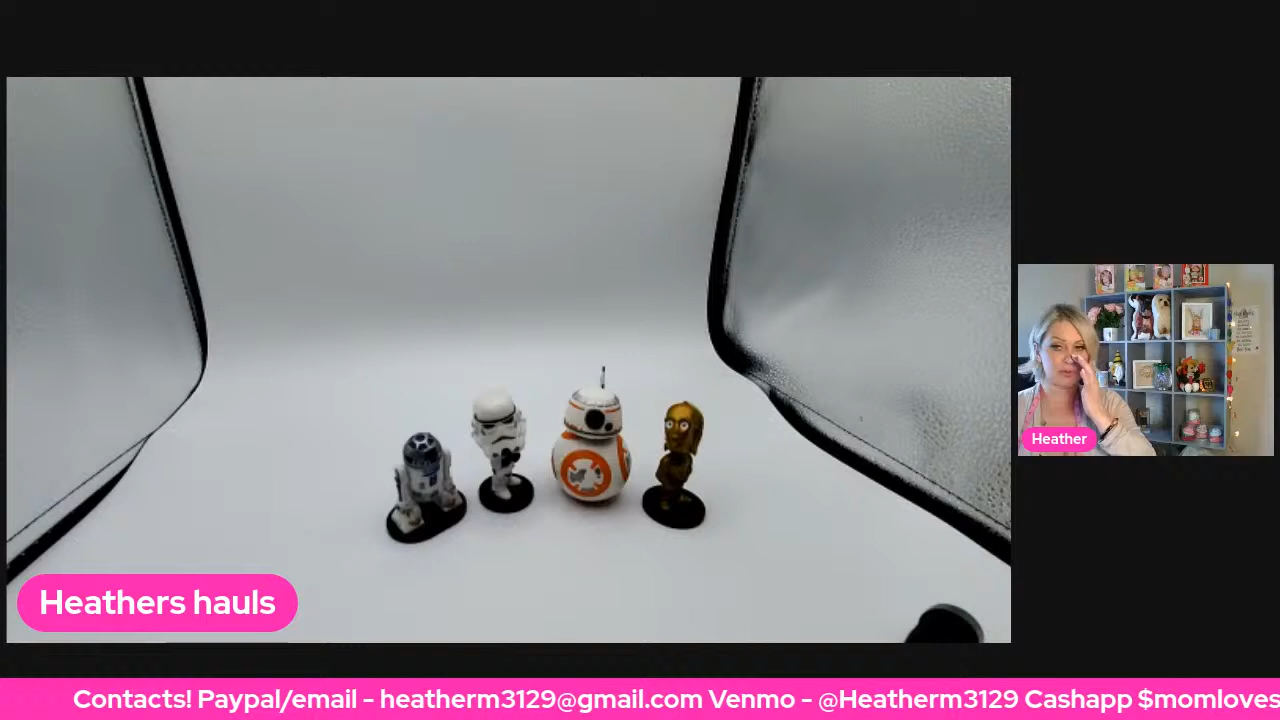 Heather
Heathers hauls
Contacts! Paypal/email - heatherm3129@gmail.com Venmo - @Heatherm3129 Cashapp $momloves